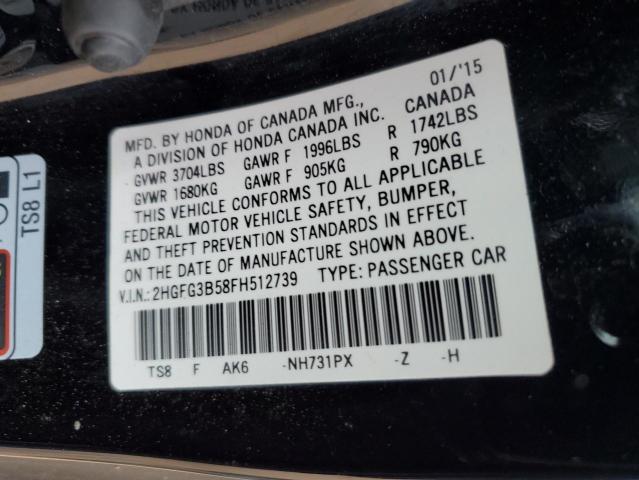 01/'15
MFD. BY HONDA OF CANADA MFG., CANADA
A DIVISION OF HONDA CANADA INC.
GVWR 3704LBS GAWR F 1996LBS R 1742LBS
GVWR 1680KG GAWR F 905KG R 790KG
THIS VEHICLE CONFORMS TO ALL APPLICABLE
FEDERAL MOTOR VEHICLE SAFETY, BUMPER,
AND THEFT PREVENTION STANDARDS IN EFFECT
ON THE DATE OF MANUFACTURE SHOWN ABOVE.
V.I.N.:2HGFG3B58FH512739 TYPE:PASSENGER CAR
TS8 F AK6 -NH731PX -Z -H
TS8 L1